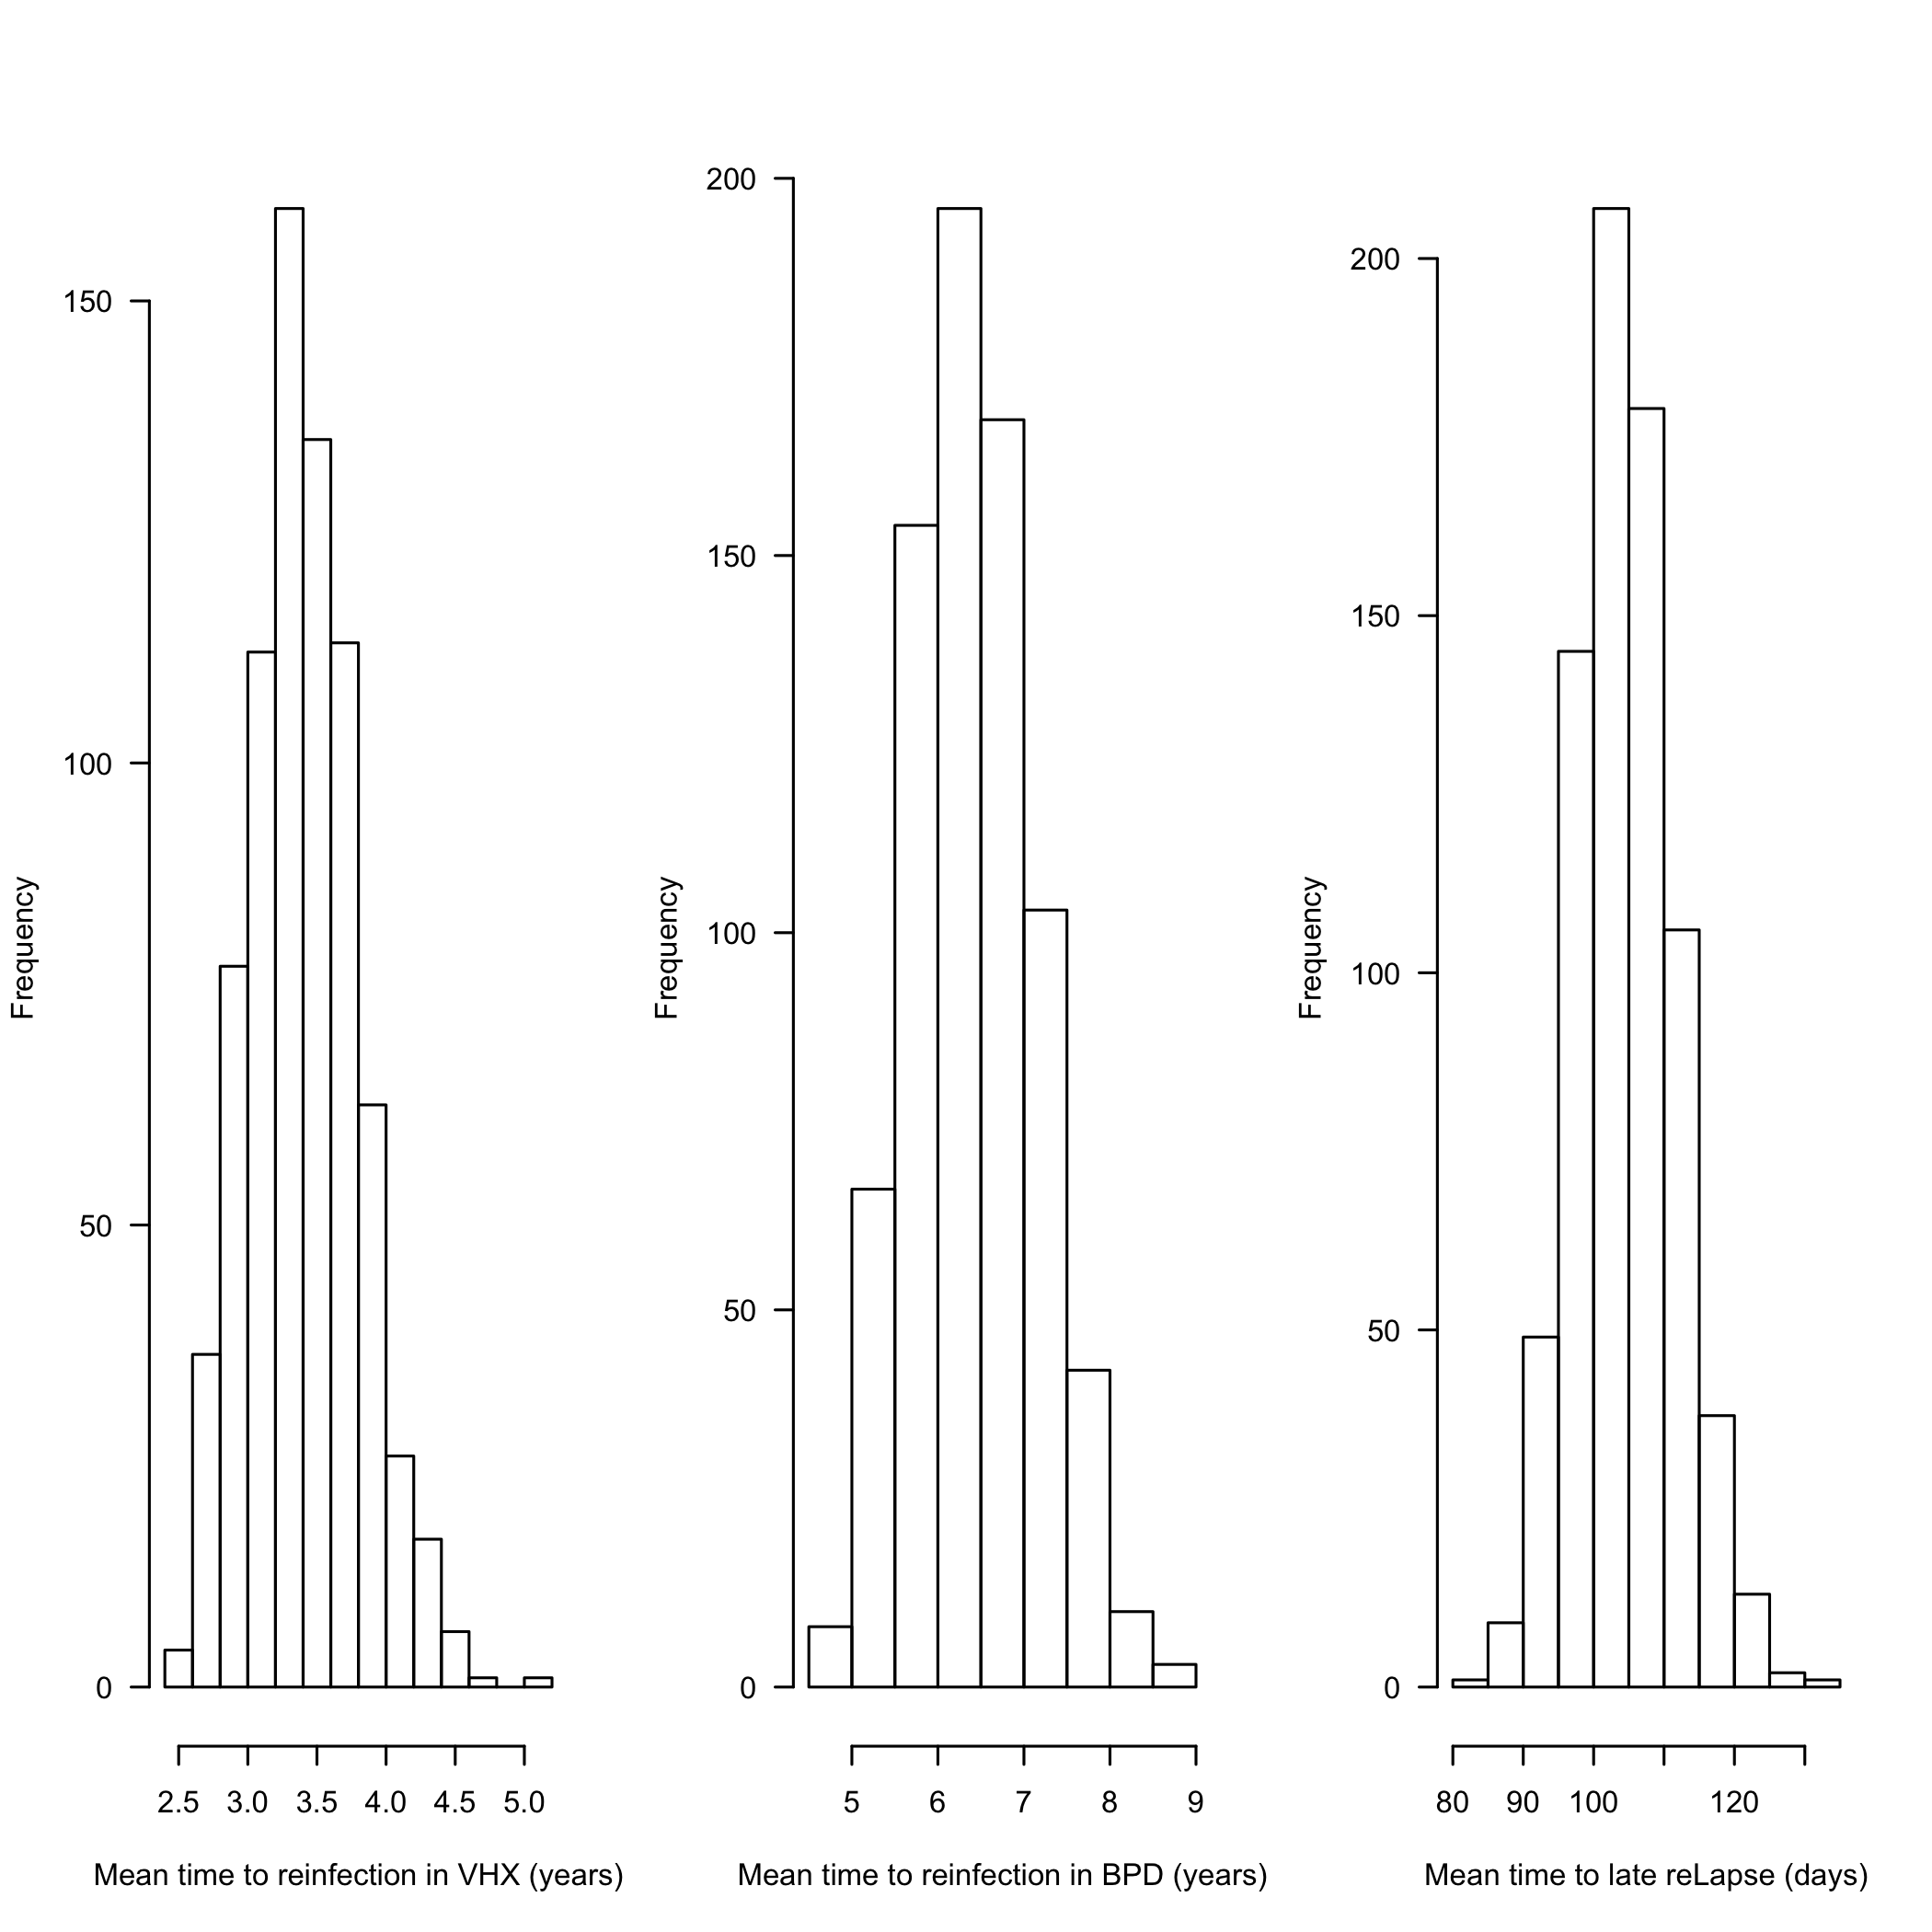 Frequency
150
100
50
0
2.5 3.0 3.5 4.0 4.5 5.0
Mean time to reinfection in VHX (years)
Frequency
200
150
100
50
0
5 6 7 8 9
Mean time to reinfection in BPD (years)
Frequency
200
150
100
50
0
80 90 100 120
Mean time to late reLapse (days)